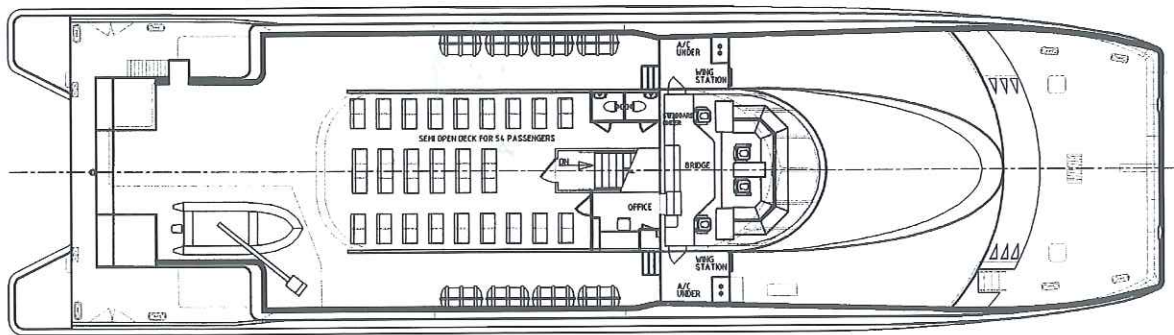 A/C
UNDER
WING
STATION
SEMI OPEN DECK FOR 54 PASSENGERS
DN
BRIDGE
OFFICE
WING
STATION
A/C
UNDER